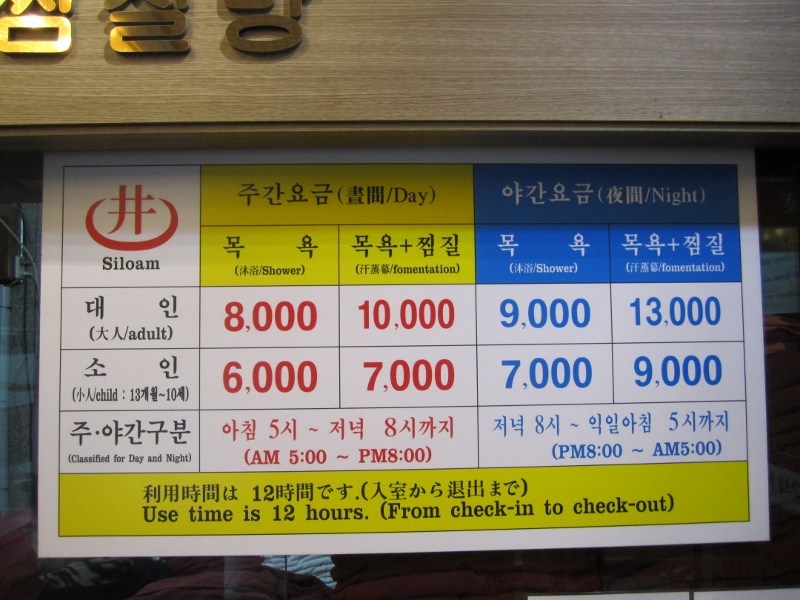 찜질방
井
Siloam
주간요금(晝間/Day)
야간요금(夜間/Night)
목 욕
(沐浴/Shower)
목욕+찜질
(汗蒸幕/fomentation)
목 욕
(沐浴/Shower)
목욕+찜질
(汗蒸幕/fomentation)
대 인
(大人/adult)
8,000
10,000
9,000
13,000
소 인
(小人/child : 13개월~10세)
6,000
7,000
7,000
9,000
주·야간구분
(Classified for Day and Night)
아침 5시 ~ 저녁 8시까지
(AM 5:00 ~ PM8:00)
저녁 8시 ~ 익일아침 5시까지
(PM8:00 ~ AM5:00)
利用時間は 12時間です.(入室から退出まで)
Use time is 12 hours. (From check-in to check-out)